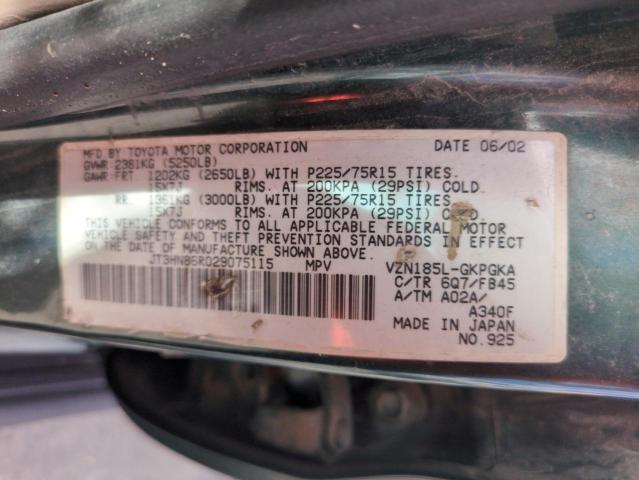 MFD BY TOYOTA MOTOR CORPORATION DATE 06/02
GVWR 2381KG (5250LB)
GAWR FRT. 1202KG (2650LB) WITH P225/75R15 TIRES.
15X7J RIMS. AT 200KPA (29PSI) COLD.
RR. 1361KG (3000LB) WITH P225/75R15 TIRES.
15X7J RIMS. AT 200KPA (29PSI) COLD.
THIS VEHICLE CONFORMS TO ALL APPLICABLE FEDERAL MOTOR
VEHICLE SAFETY AND THEFT PREVENTION STANDARDS IN EFFECT
ON THE DATE OF MANUFACTURE SHOWN ABOVE.
JT3HN86R029075115 MPV VZN185L-GKPGKA
C/TR 6Q7/FB45
A/TM A02A/
A340F
MADE IN JAPAN
NO.925